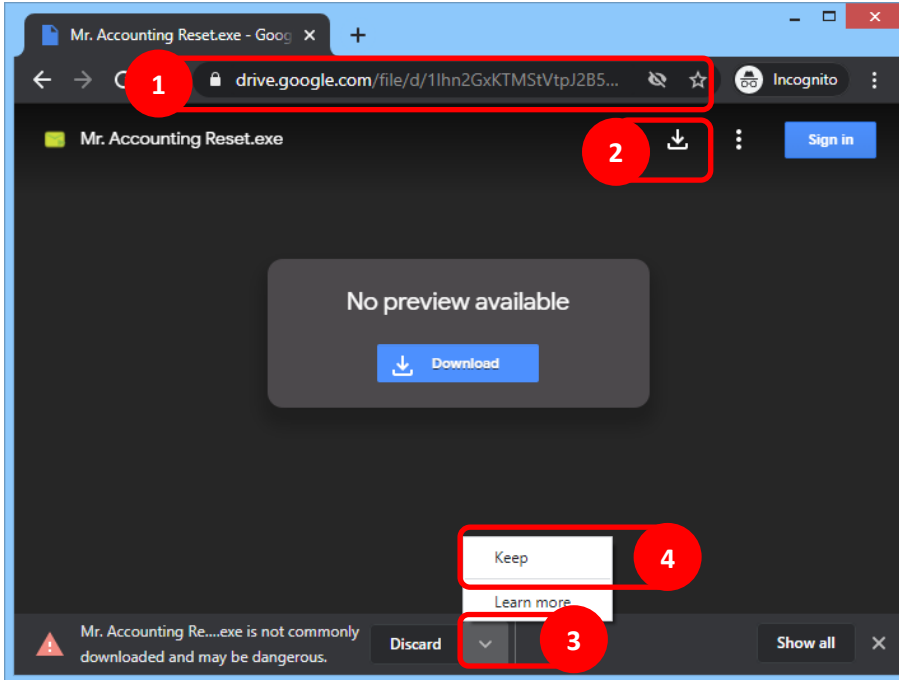 Mr. Accounting Reset.exe - Goog
1
drive.google.com/file/d/1Ihn2GxKTMStVtpJ2B5...
Incognito
Mr. Accounting Reset.exe
2
Sign in
No preview available
Download
Keep
4
Learn more
Mr. Accounting Re....exe is not commonly
downloaded and may be dangerous.
Discard
3
Show all